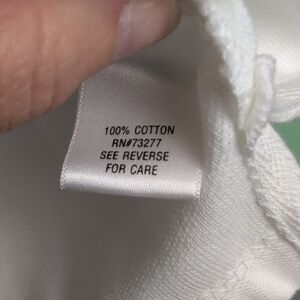 100% COTTON
RN#73277
SEE REVERSE
FOR CARE